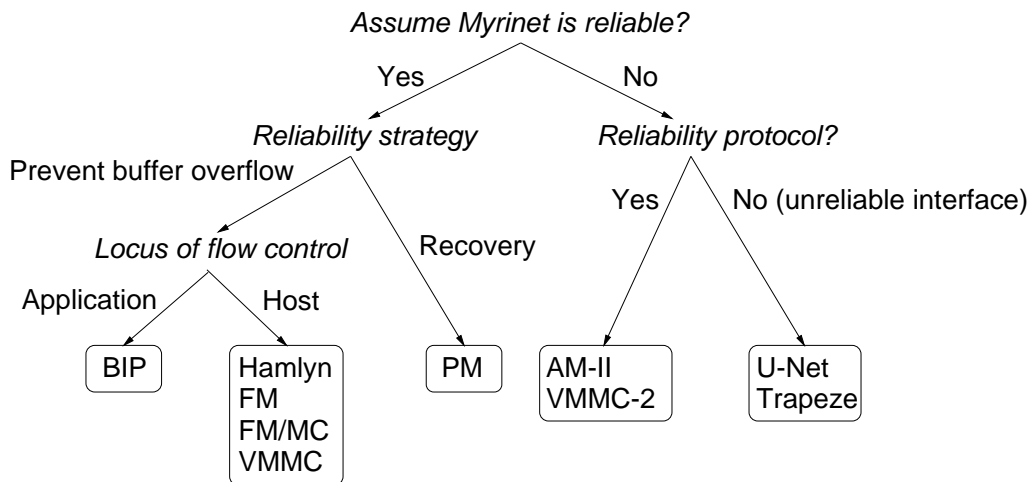 Assume Myrinet is reliable?
Yes
No
Reliability strategy
Reliability protocol?
Prevent buffer overflow
Yes
No (unreliable interface)
Locus of flow control
Recovery
Application
Host
BIP
Hamlyn
FM
FM/MC
VMMC
PM
AM-II
VMMC-2
U-Net
Trapeze